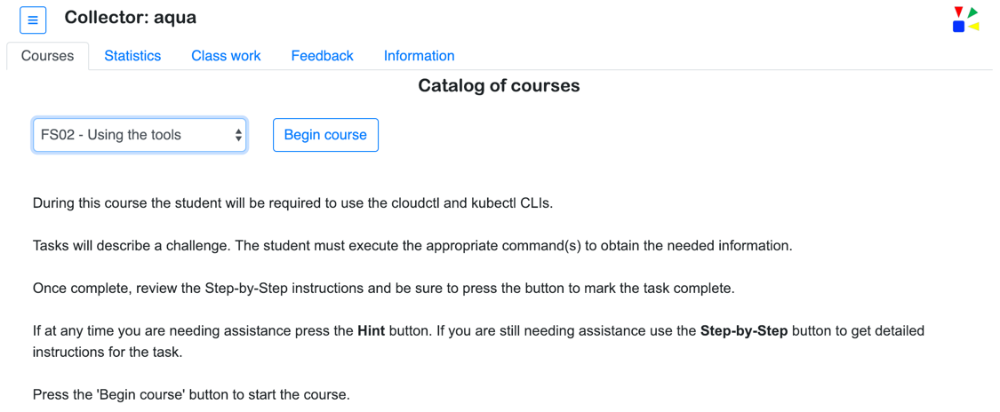 Collector: aqua
Courses Statistics Class work Feedback Information
Catalog of courses
FS02 - Using the tools Begin course
During this course the student will be required to use the cloudctl and kubectl CLIs.
Tasks will describe a challenge. The student must execute the appropriate command(s) to obtain the needed information.
Once complete, review the Step-by-Step instructions and be sure to press the button to mark the task complete.
If at any time you are needing assistance press the Hint button. If you are still needing assistance use the Step-by-Step button to get detailed
instructions for the task.
Press the 'Begin course' button to start the course.